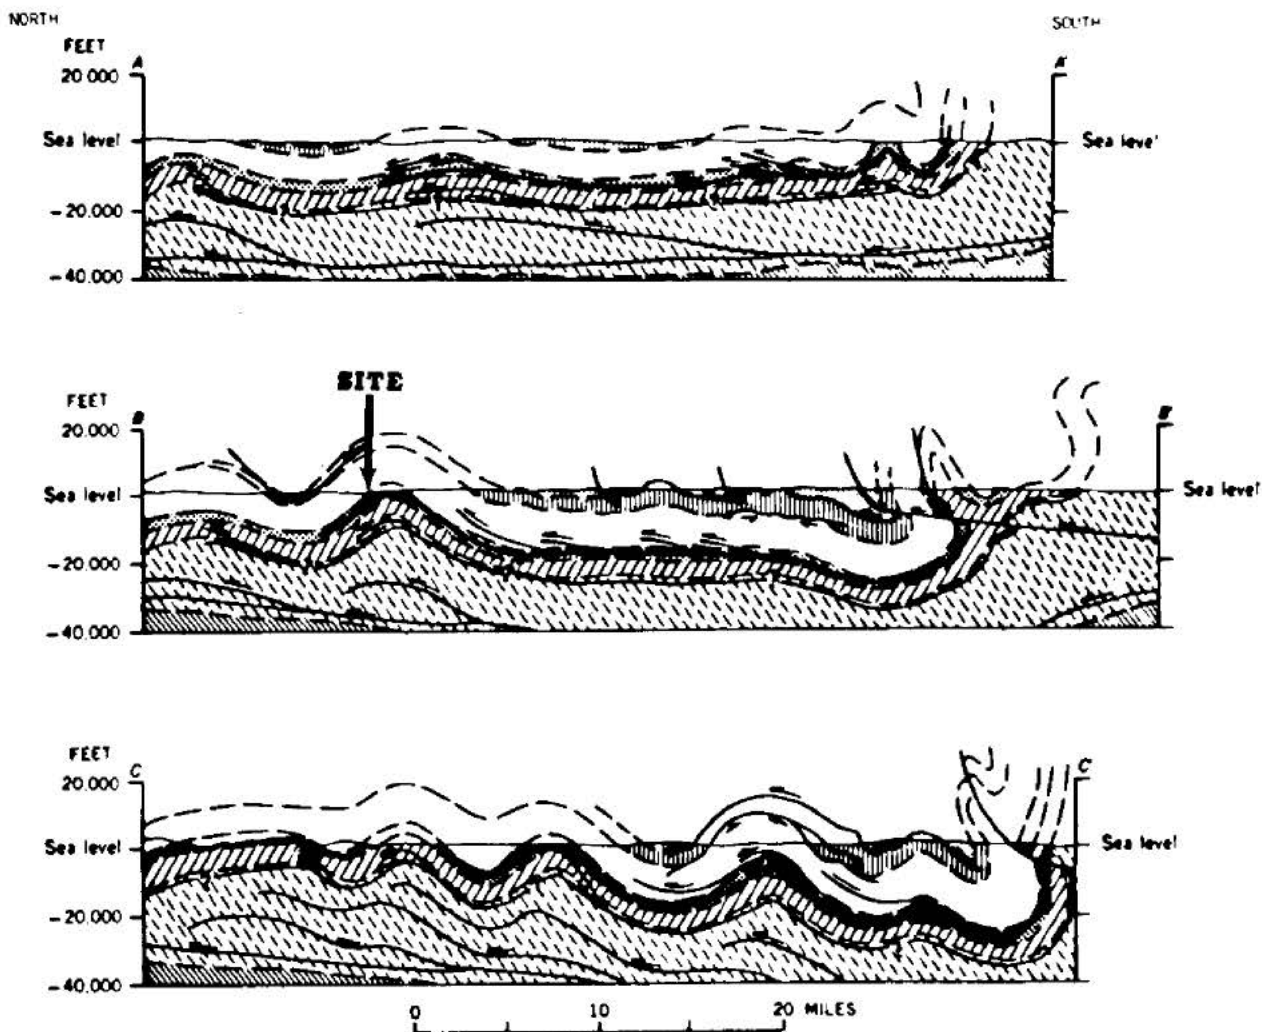 NORTH
SOUTH
FEET
A
A'
20.000
Sea level
Sea level
-20.000
-40.000
SITE
FEET
B
B'
20.000
Sea level
Sea level
-20.000
-40.000
FEET
C
C'
20.000
Sea level
Sea level
-20.000
-40.000
0 10 20 MILES